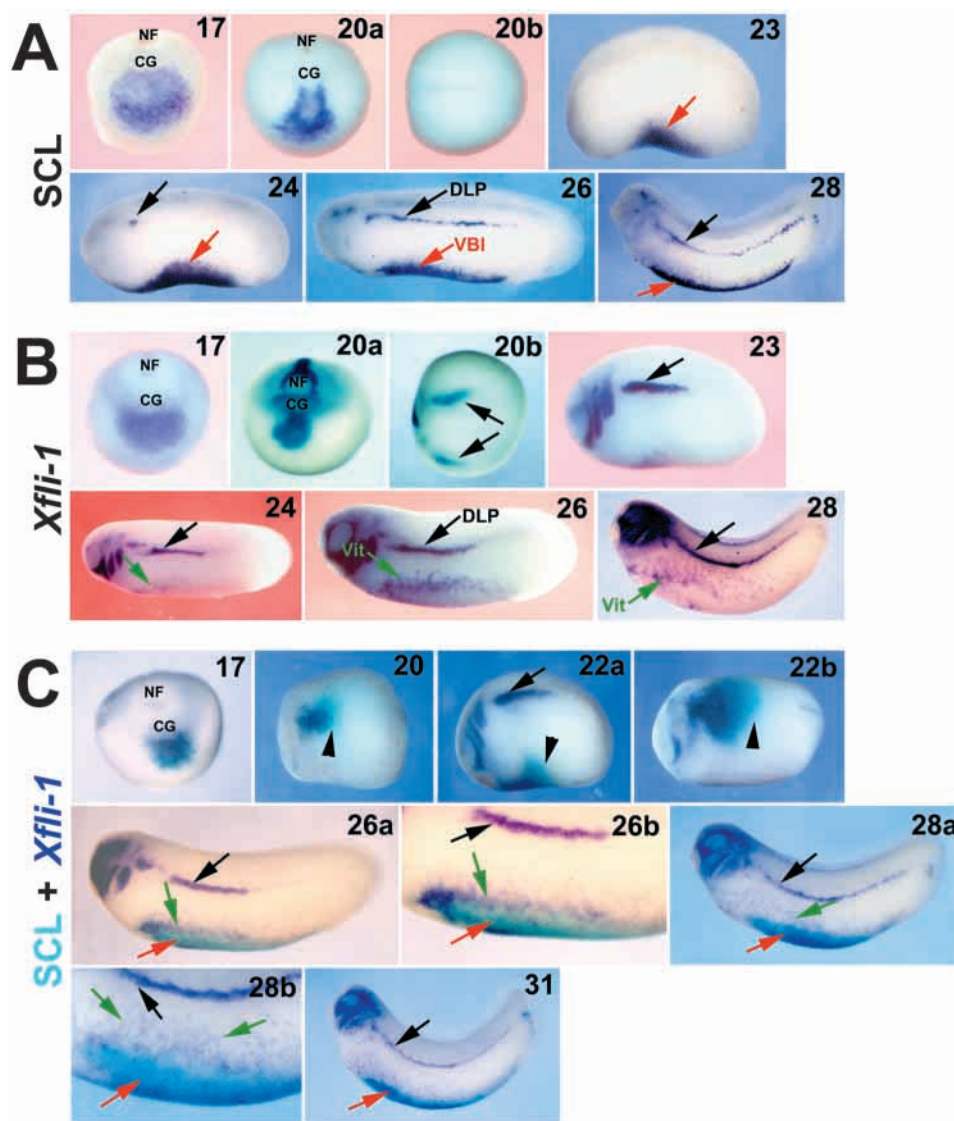 A
SCL
17
NF
CG
20a
NF
CG
20b
23
24
26
DLP
VBI
28
B
Xfli-1
17
NF
CG
20a
NF
CG
20b
23
24
26
DLP
Vit
28
Vit
C
SCL + Xfli-1
17
NF
CG
20
22a
22b
26a
26b
28a
28b
31